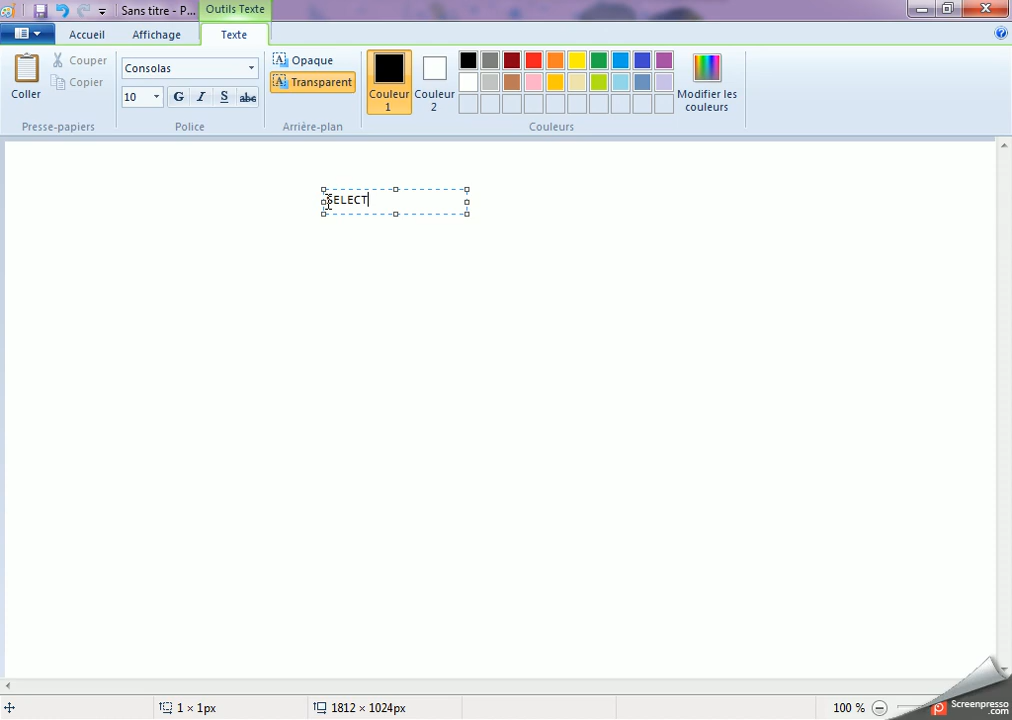 Sans titre - P...
Outils Texte
Accueil
Affichage
Texte
Coller
Couper
Copier
Presse-papiers
Consolas
10
G
I
S
abc
Police
Opaque
Transparent
Arrière-plan
Couleur
1
Couleur
2
Modifier les
couleurs
Couleurs
SELECT
1 × 1px
1812 × 1024px
100 %
Screenpresso
.com